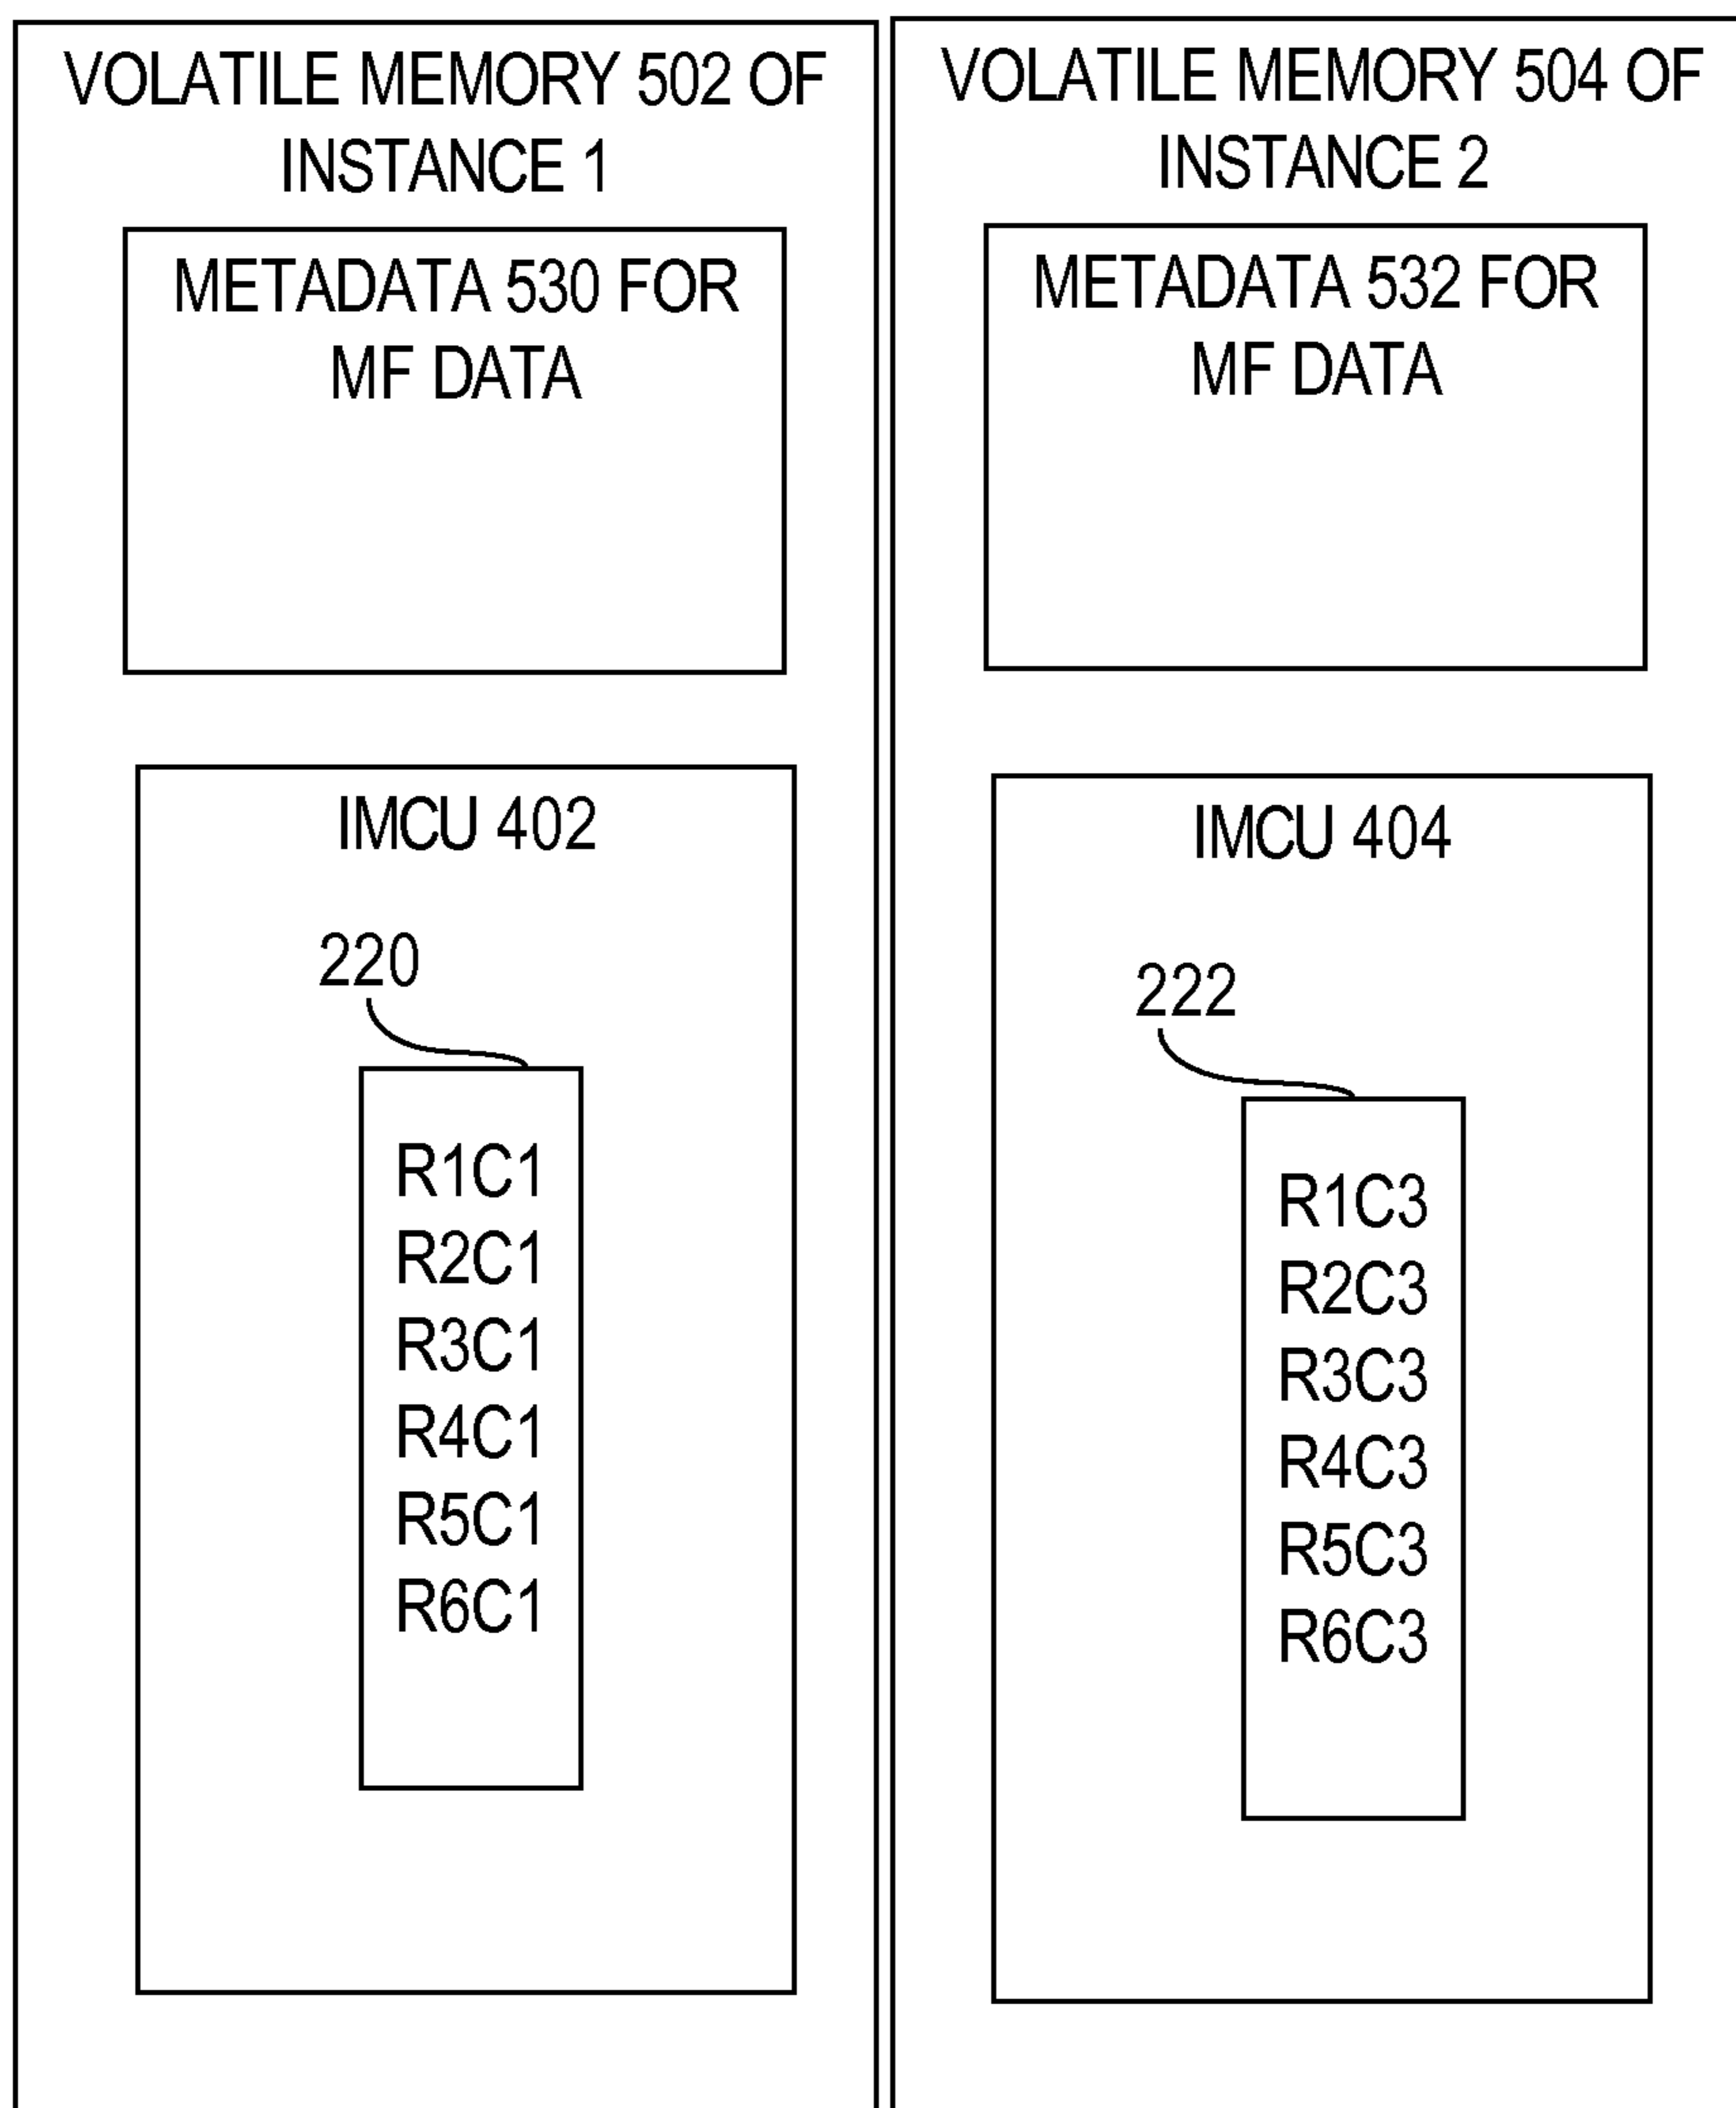 VOLATILE MEMORY 502 OF
INSTANCE 1
METADATA 530 FOR
MF DATA
IMCU 402
220
R1C1
R2C1
R3C1
R4C1
R5C1
R6C1
VOLATILE MEMORY 504 OF
INSTANCE 2
METADATA 532 FOR
MF DATA
IMCU 404
222
R1C3
R2C3
R3C3
R4C3
R5C3
R6C3